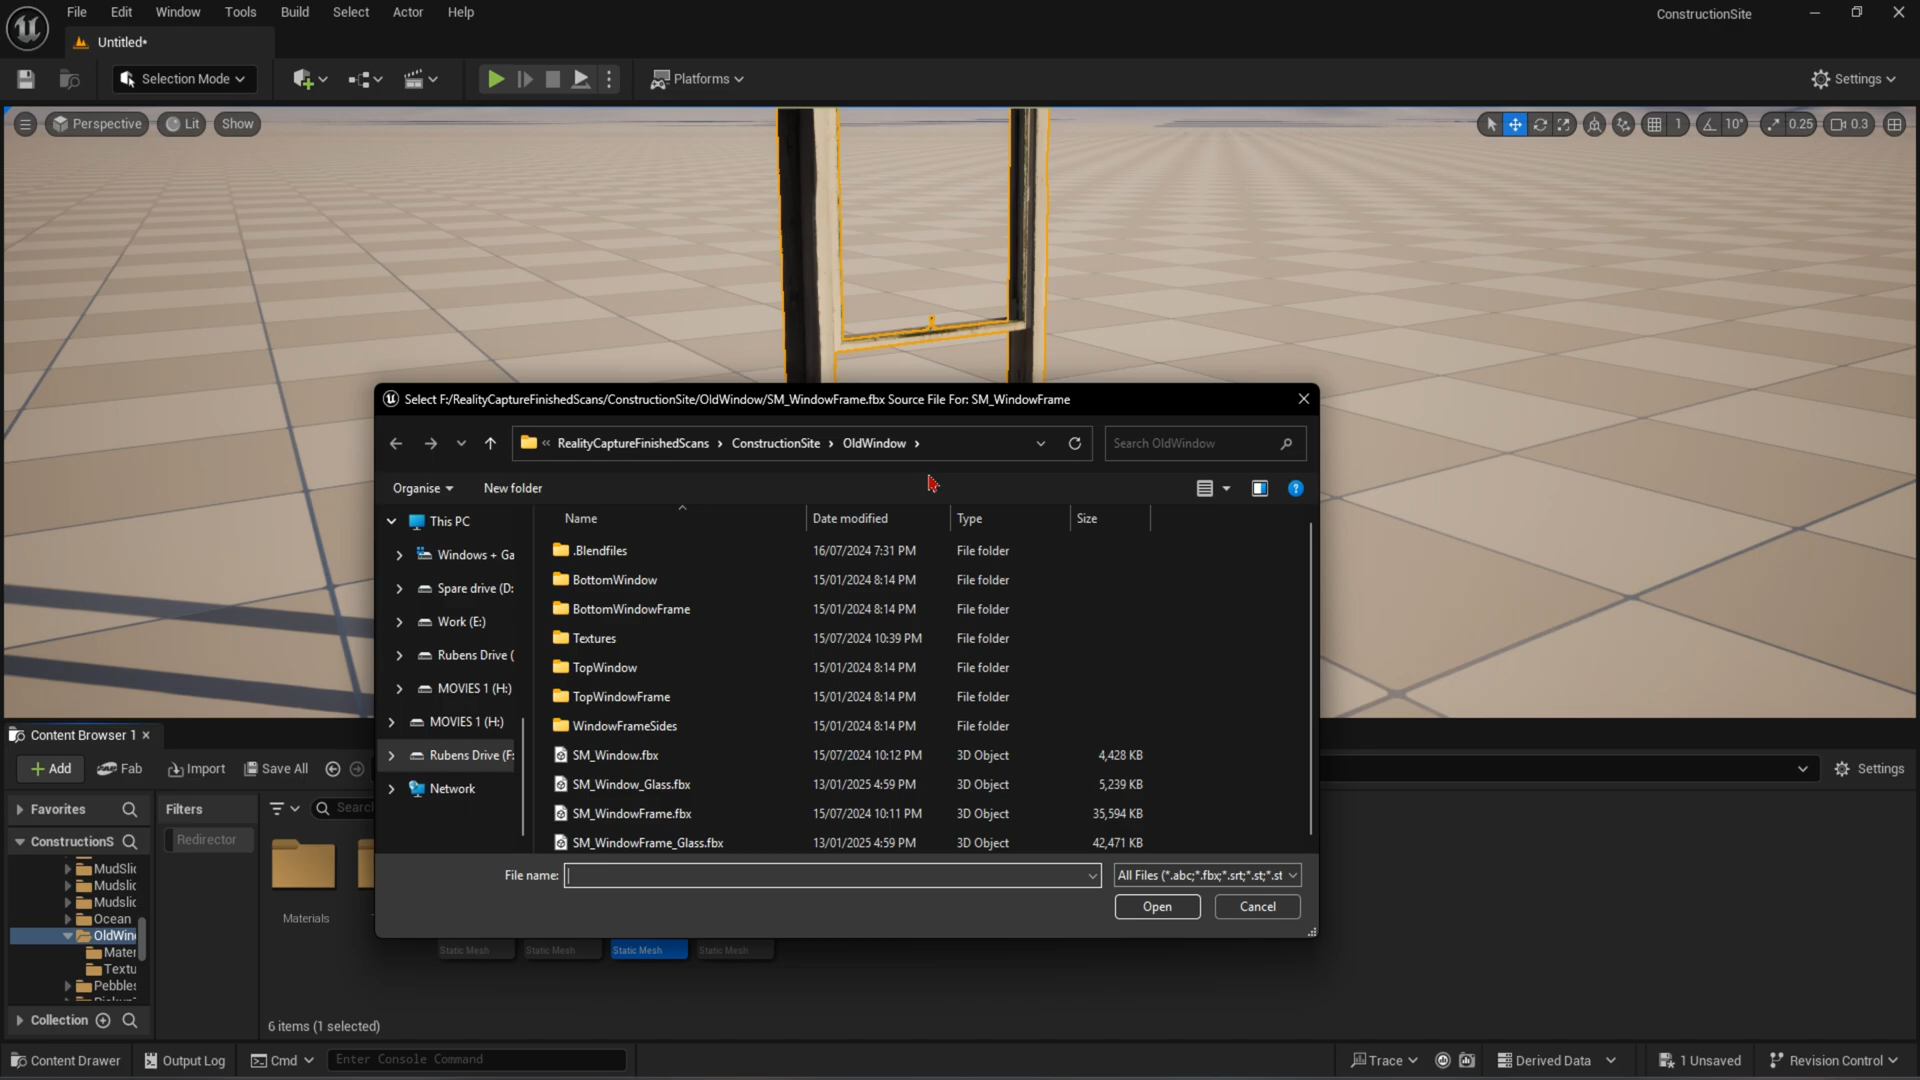 File Edit Window Tools Build Select Actor Help
ConstructionSite
Untitled*
Selection Mode
Platforms
Settings
Perspective Lit Show
1 10° 0.25 0.3
Select F:/RealityCaptureFinishedScans/ConstructionSite/OldWindow/SM_WindowFrame.fbx Source File For: SM_WindowFrame
« RealityCaptureFinishedScans › ConstructionSite › OldWindow ›
Search OldWindow
Organise New folder
This PC
Windows + Ga
Spare drive (D:
Work (E:)
Rubens Drive (
MOVIES 1 (H:)
MOVIES 1 (H:)
Rubens Drive (F:
Network
Name Date modified Type Size
.Blendfiles 16/07/2024 7:31 PM File folder
BottomWindow 15/01/2024 8:14 PM File folder
BottomWindowFrame 15/01/2024 8:14 PM File folder
Textures 15/07/2024 10:39 PM File folder
TopWindow 15/01/2024 8:14 PM File folder
TopWindowFrame 15/01/2024 8:14 PM File folder
WindowFrameSides 15/01/2024 8:14 PM File folder
SM_Window.fbx 15/07/2024 10:12 PM 3D Object 4,428 KB
SM_Window_Glass.fbx 13/01/2025 4:59 PM 3D Object 5,239 KB
SM_WindowFrame.fbx 15/07/2024 10:11 PM 3D Object 35,594 KB
SM_WindowFrame_Glass.fbx 13/01/2025 4:59 PM 3D Object 42,471 KB
File name: All Files (*.abc;*.fbx;*.srt;*.st;*.st
Open Cancel
Content Browser 1
Add Fab Import Save All
Settings
Favorites
Filters
Search
ConstructionS
Redirector
MudSlic
Mudslic
Mudslic
Ocean
OldWin
Mater
Textu
Pebbles
Materials
Static Mesh Static Mesh Static Mesh Static Mesh
Collection
6 items (1 selected)
Content Drawer Output Log Cmd Enter Console Command
Trace Derived Data 1 Unsaved Revision Control